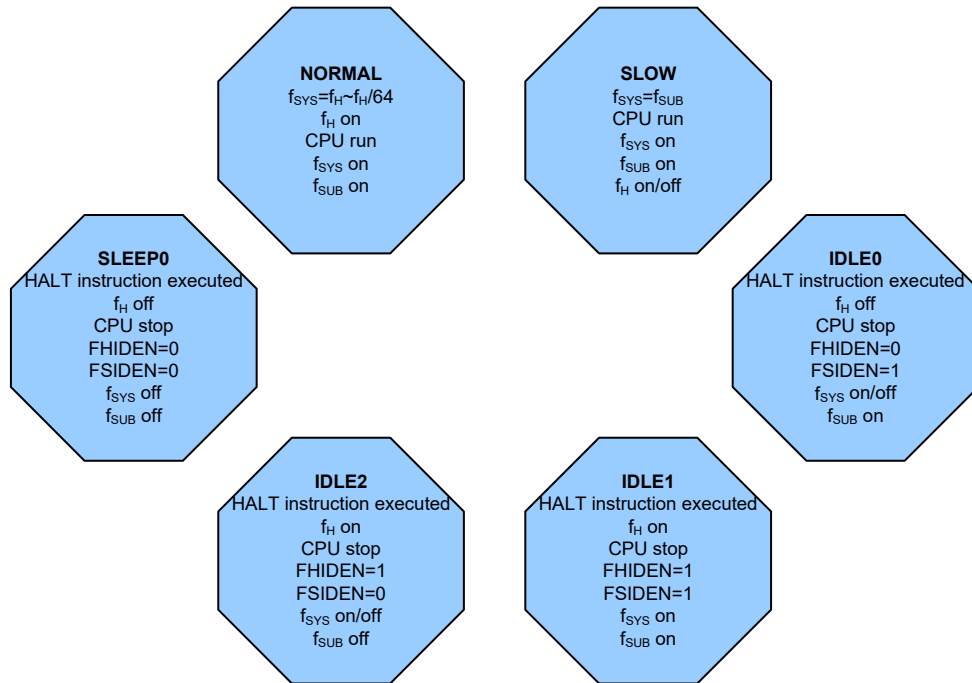 NORMAL
fSYS=fH~fH/64
fH on
CPU run
fSYS on
fSUB on
SLOW
fSYS=fSUB
CPU run
fSYS on
fSUB on
fH on/off
SLEEP0
HALT instruction executed
fH off
CPU stop
FHIDEN=0
FSIDEN=0
fSYS off
fSUB off
IDLE0
HALT instruction executed
fH off
CPU stop
FHIDEN=0
FSIDEN=1
fSYS on/off
fSUB on
IDLE2
HALT instruction executed
fH on
CPU stop
FHIDEN=1
FSIDEN=0
fSYS on/off
fSUB off
IDLE1
HALT instruction executed
fH on
CPU stop
FHIDEN=1
FSIDEN=1
fSYS on
fSUB on